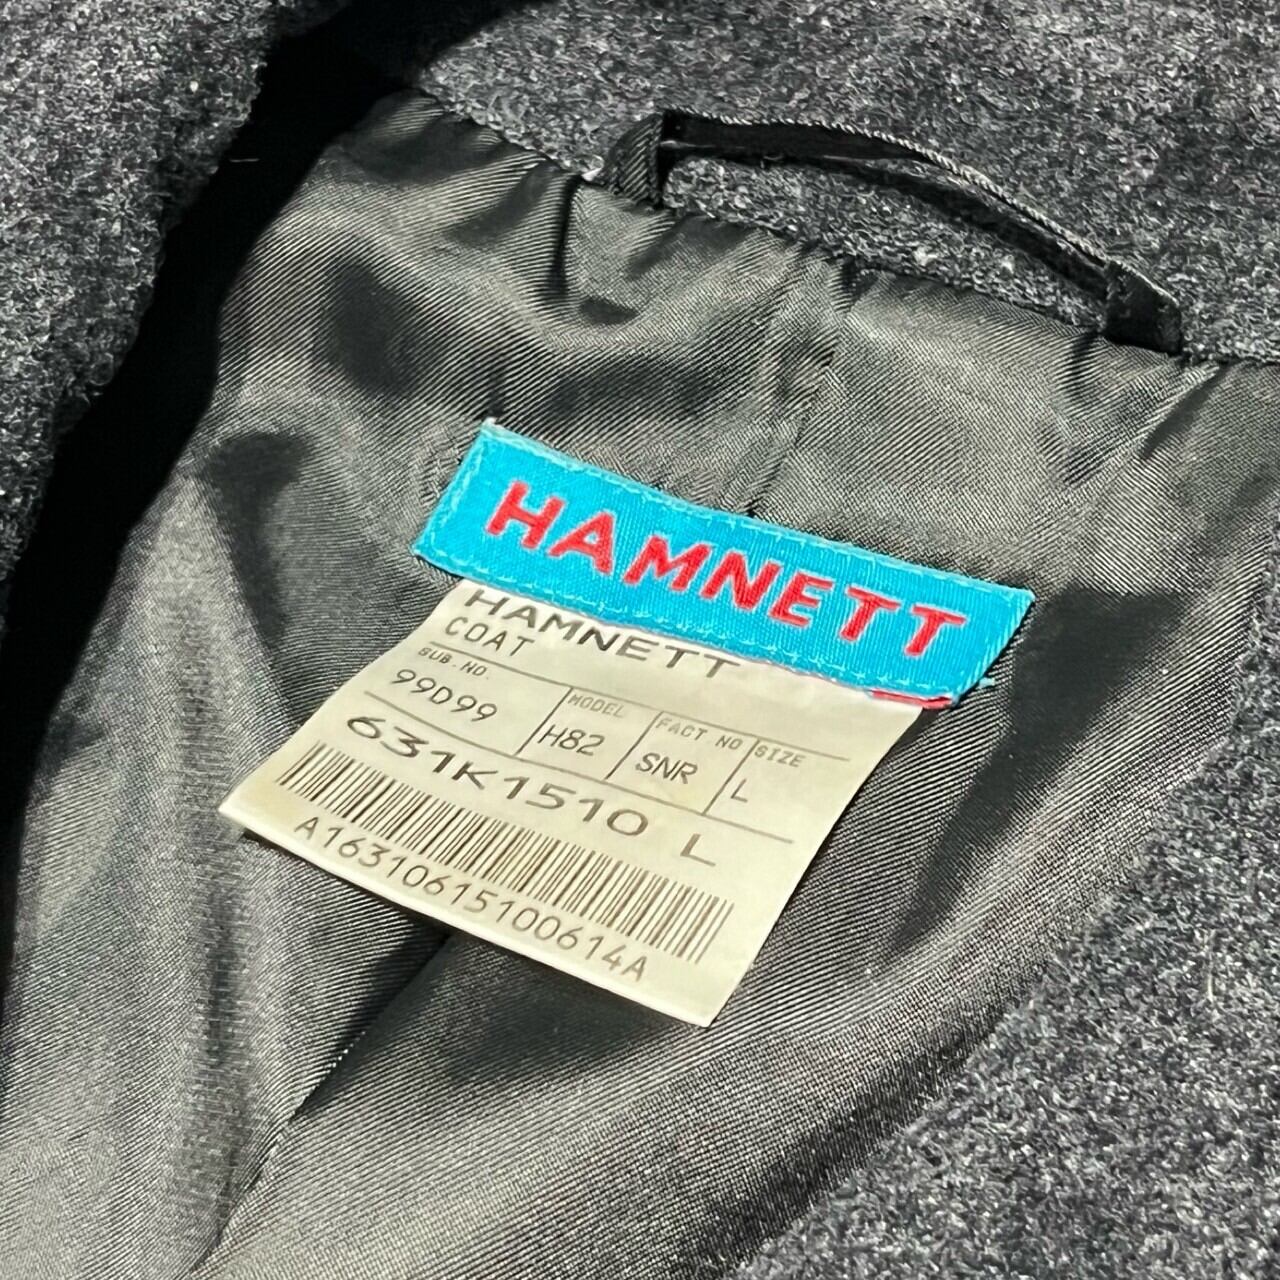 HAMNETT
HAMNETT
COAT
SUB.NO. MODEL FACT.NO SIZE
99D99 H82 SNR L
631K1510 L
A16310615100614A